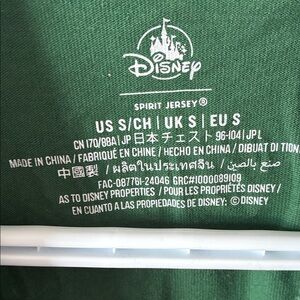 Disney
SPIRIT JERSEY®
US S/CH | UK S | EU S
CN 170/88A | JP 日本 チェスト 96-104 | JP L
MADE IN CHINA / FABRIQUÉ EN CHINE / HECHO EN CHINA / DIBUAT DI TION
中國製 / ผลิตในประเทศจีน / صنع بالصين
FAC-087761-24046 GRC#1000089109
AS TO DISNEY PROPERTIES / POUR LES PROPRIÉTÉS DISNEY /
EN CUANTO A LAS PROPIEDADES DE DISNEY: ©DISNEY